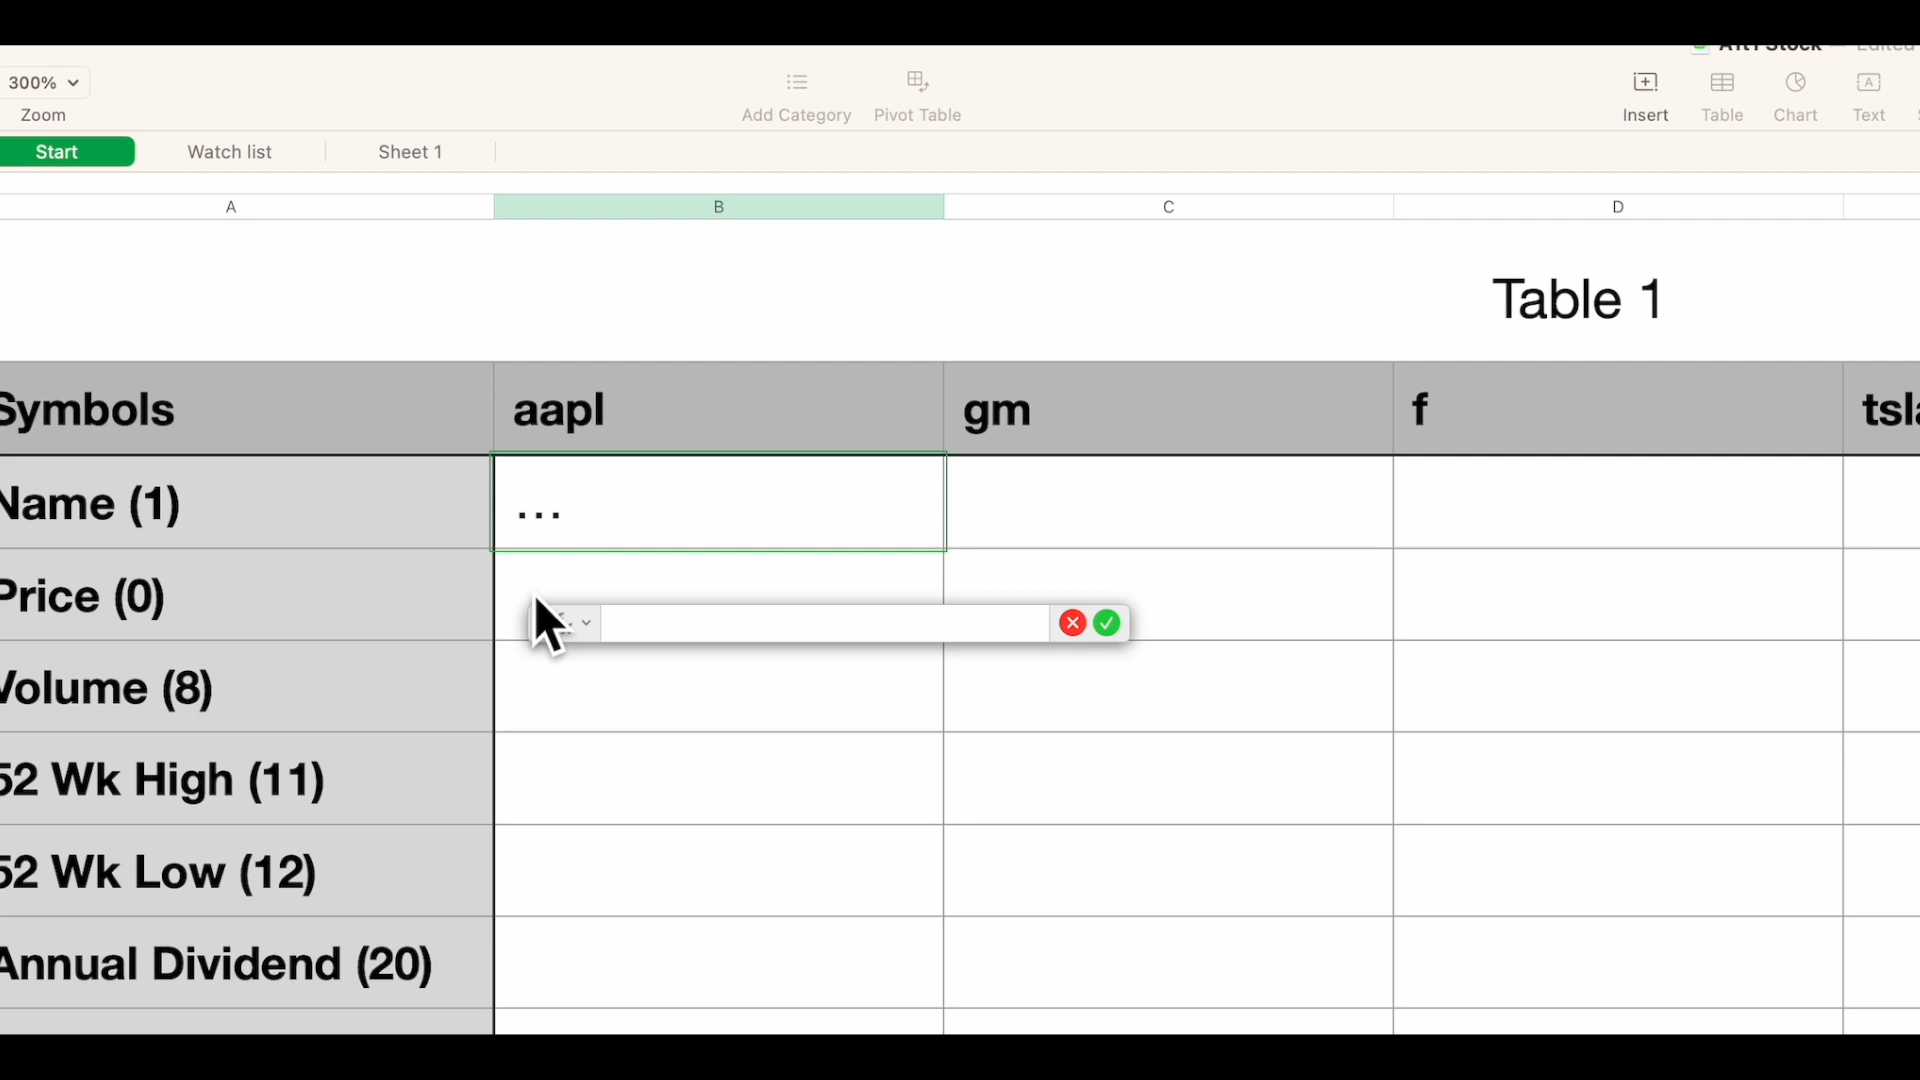 300%
Zoom
Add Category
Pivot Table
Insert
Table
Chart
Text
Start
Watch list
Sheet 1
A
B
C
D
Table 1
Symbols
aapl
gm
f
Name (1)
...
Price (0)
Volume (8)
52 Wk High (11)
52 Wk Low (12)
Annual Dividend (20)